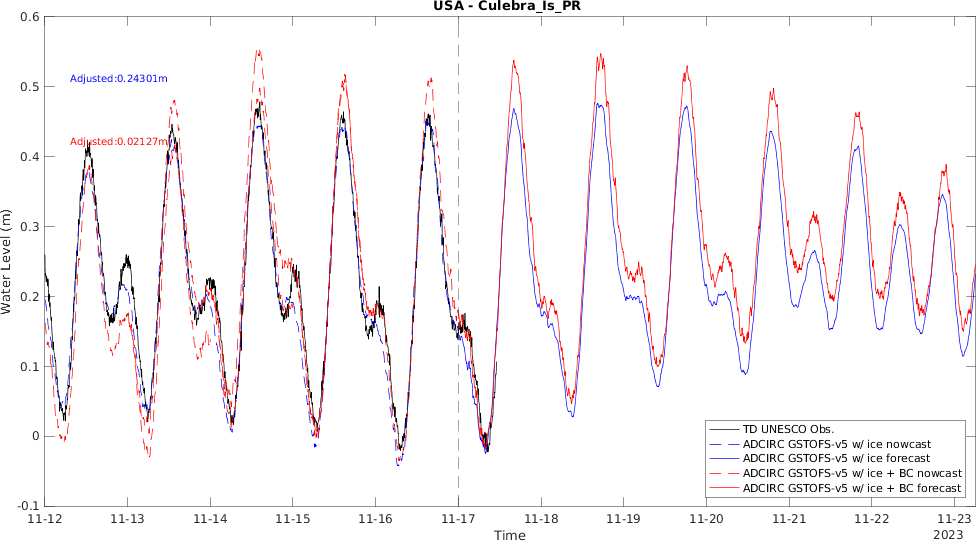 USA - Culebra_Is_PR
0.6
0.5
0.4
0.3
0.2
0.1
0
-0.1
Water Level (m)
Adjusted:0.24301m
Adjusted:0.02127m
TD UNESCO Obs.
ADCIRC GSTOFS-v5 w/ ice nowcast
ADCIRC GSTOFS-v5 w/ ice forecast
ADCIRC GSTOFS-v5 w/ ice + BC nowcast
ADCIRC GSTOFS-v5 w/ ice + BC forecast
11-12 11-13 11-14 11-15 11-16 11-17 11-18 11-19 11-20 11-21 11-22 11-23
2023
Time